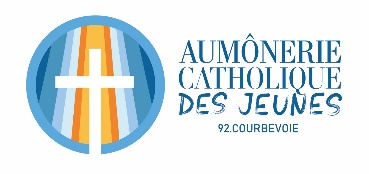 AUMÔNERIE
CATHOLIQUE
DES JEUNES
92.COURBEVOIE